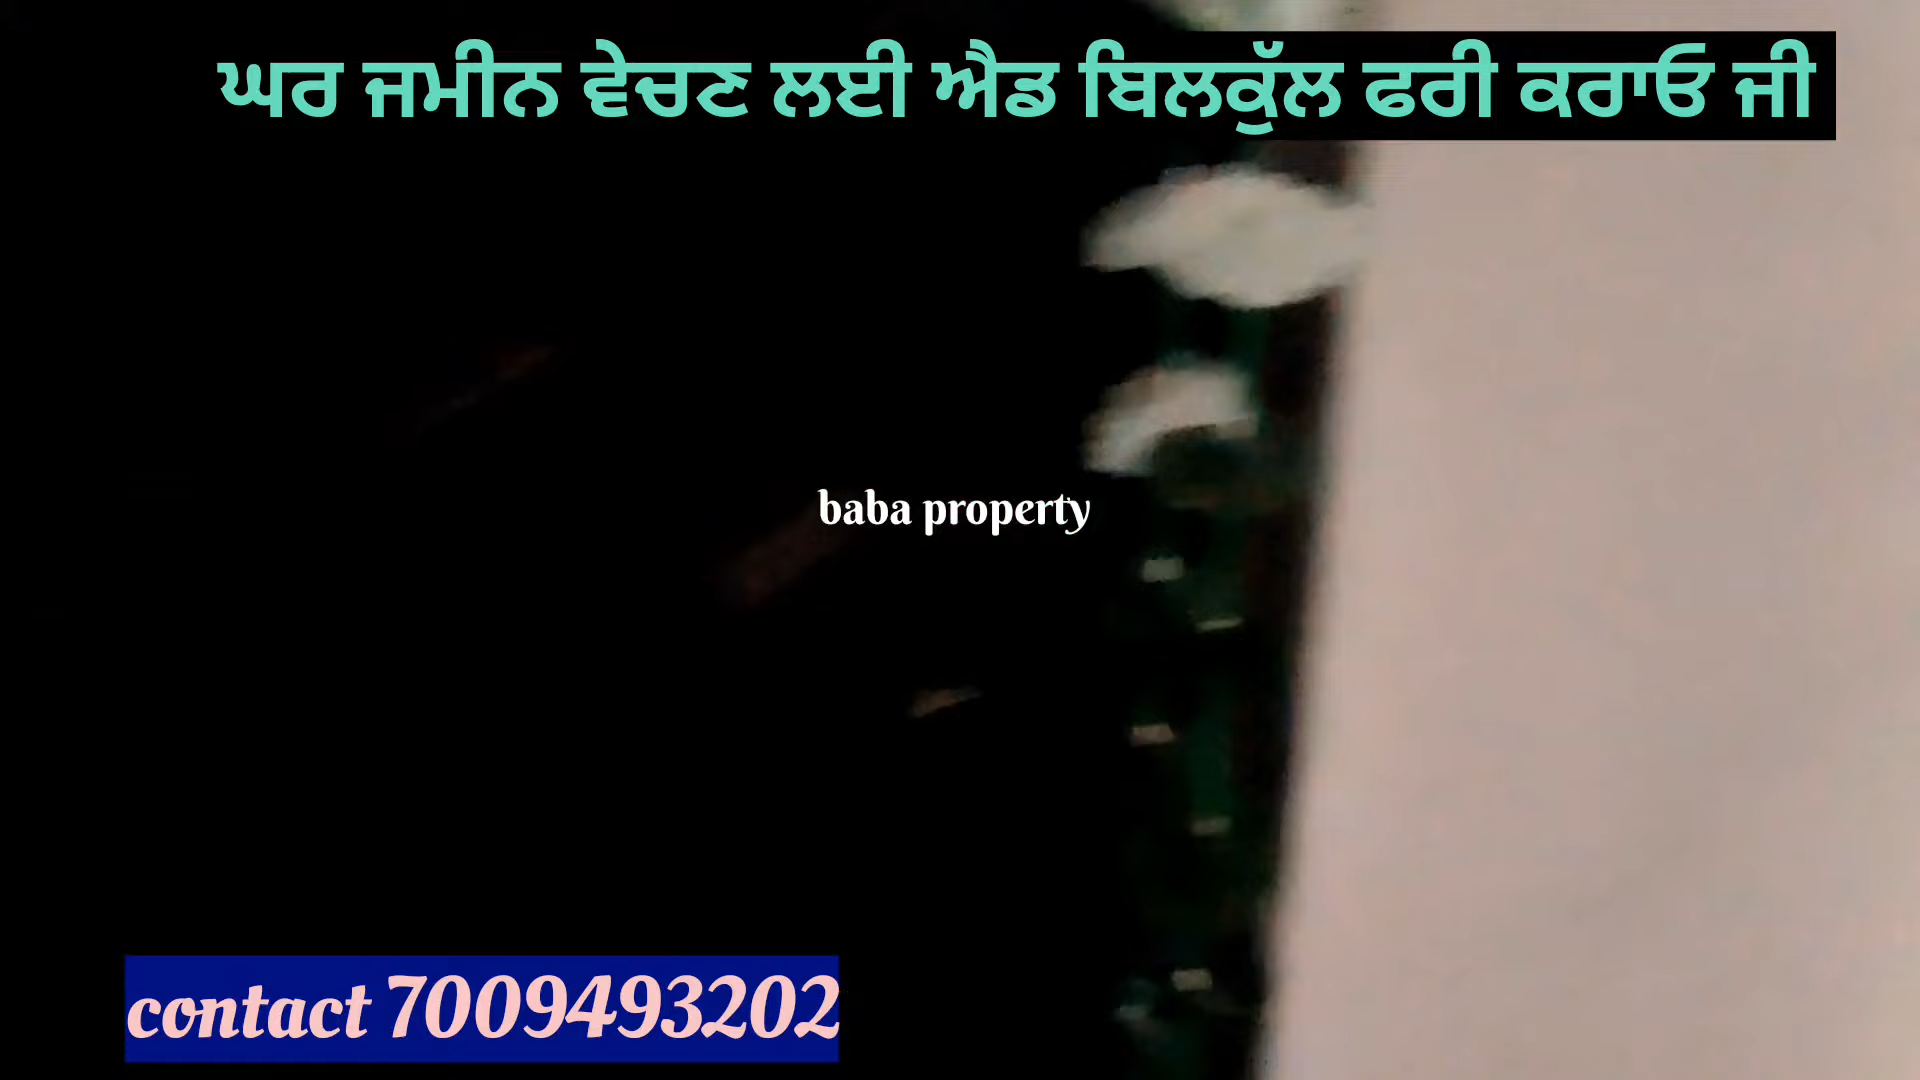 ਘਰ ਜਮੀਨ ਵੇਚਣ ਲਈ ਐਡ ਬਿਲਕੁੱਲ ਫਰੀ ਕਰਾਓ ਜੀ
baba property
contact 7009493202